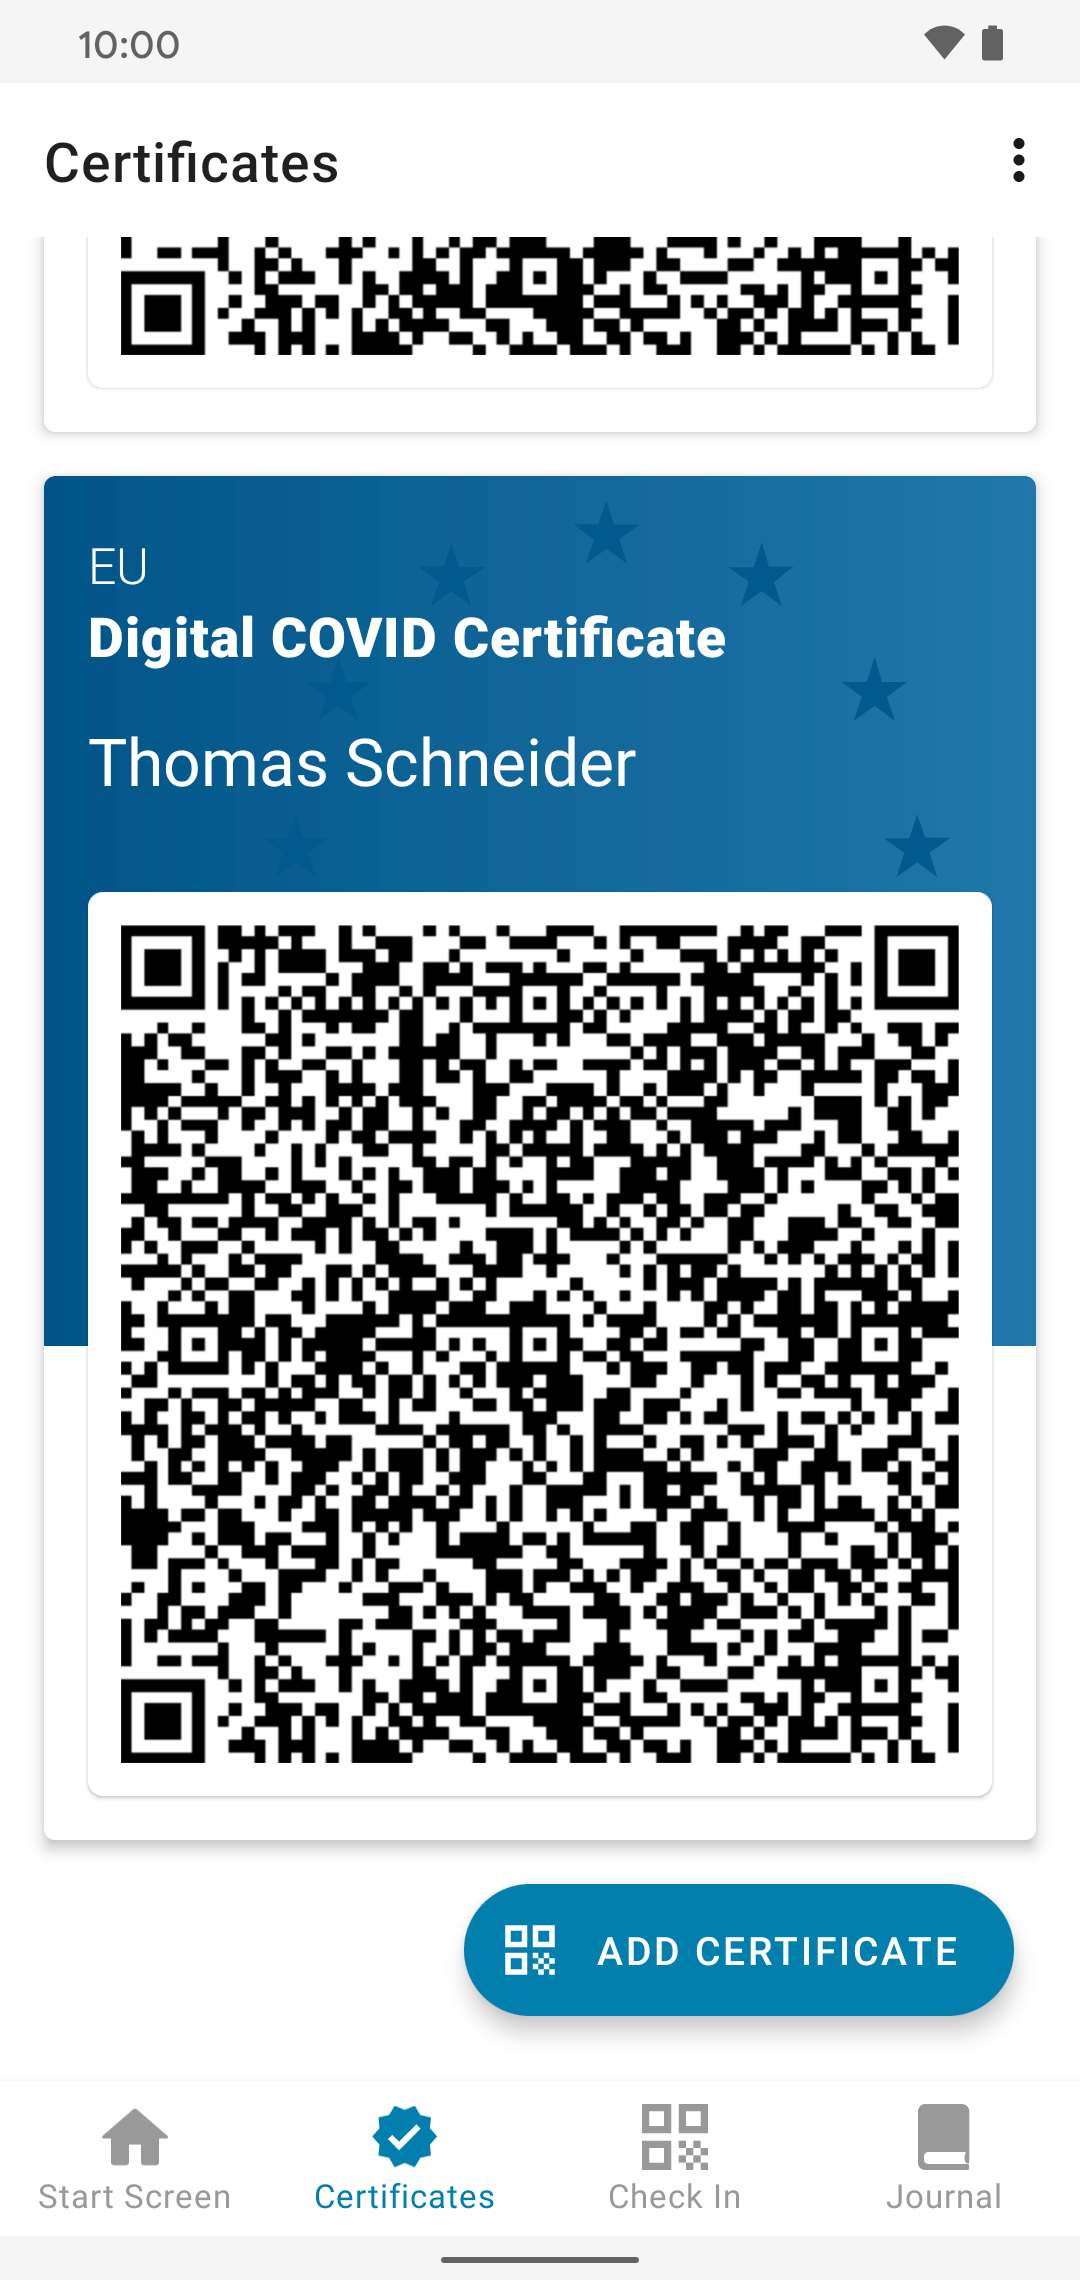 10:00
Certificates
EU
Digital COVID Certificate
Thomas Schneider
ADD CERTIFICATE
Start Screen
Certificates
Check In
Journal